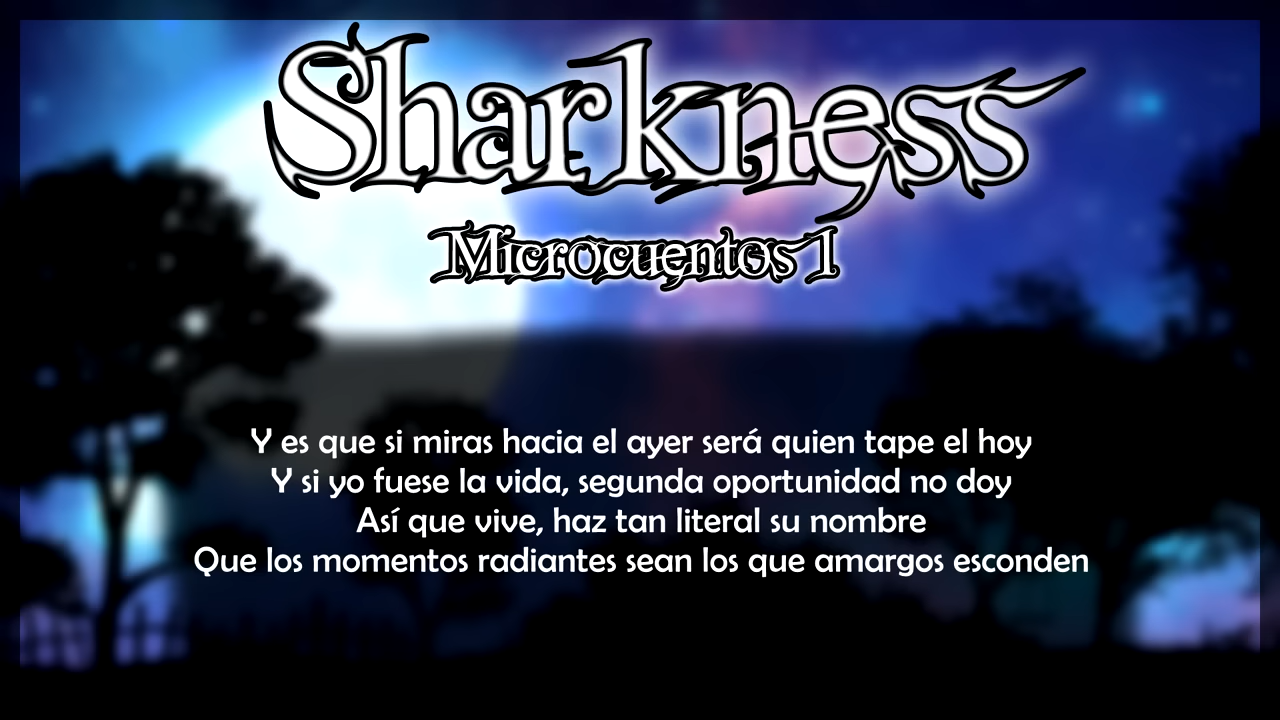 Sharkness
Microcuentos 1
Y es que si miras hacia el ayer será quien tape el hoy
Y si yo fuese la vida, segunda oportunidad no doy
Así que vive, haz tan literal su nombre
Que los momentos radiantes sean los que amargos esconden